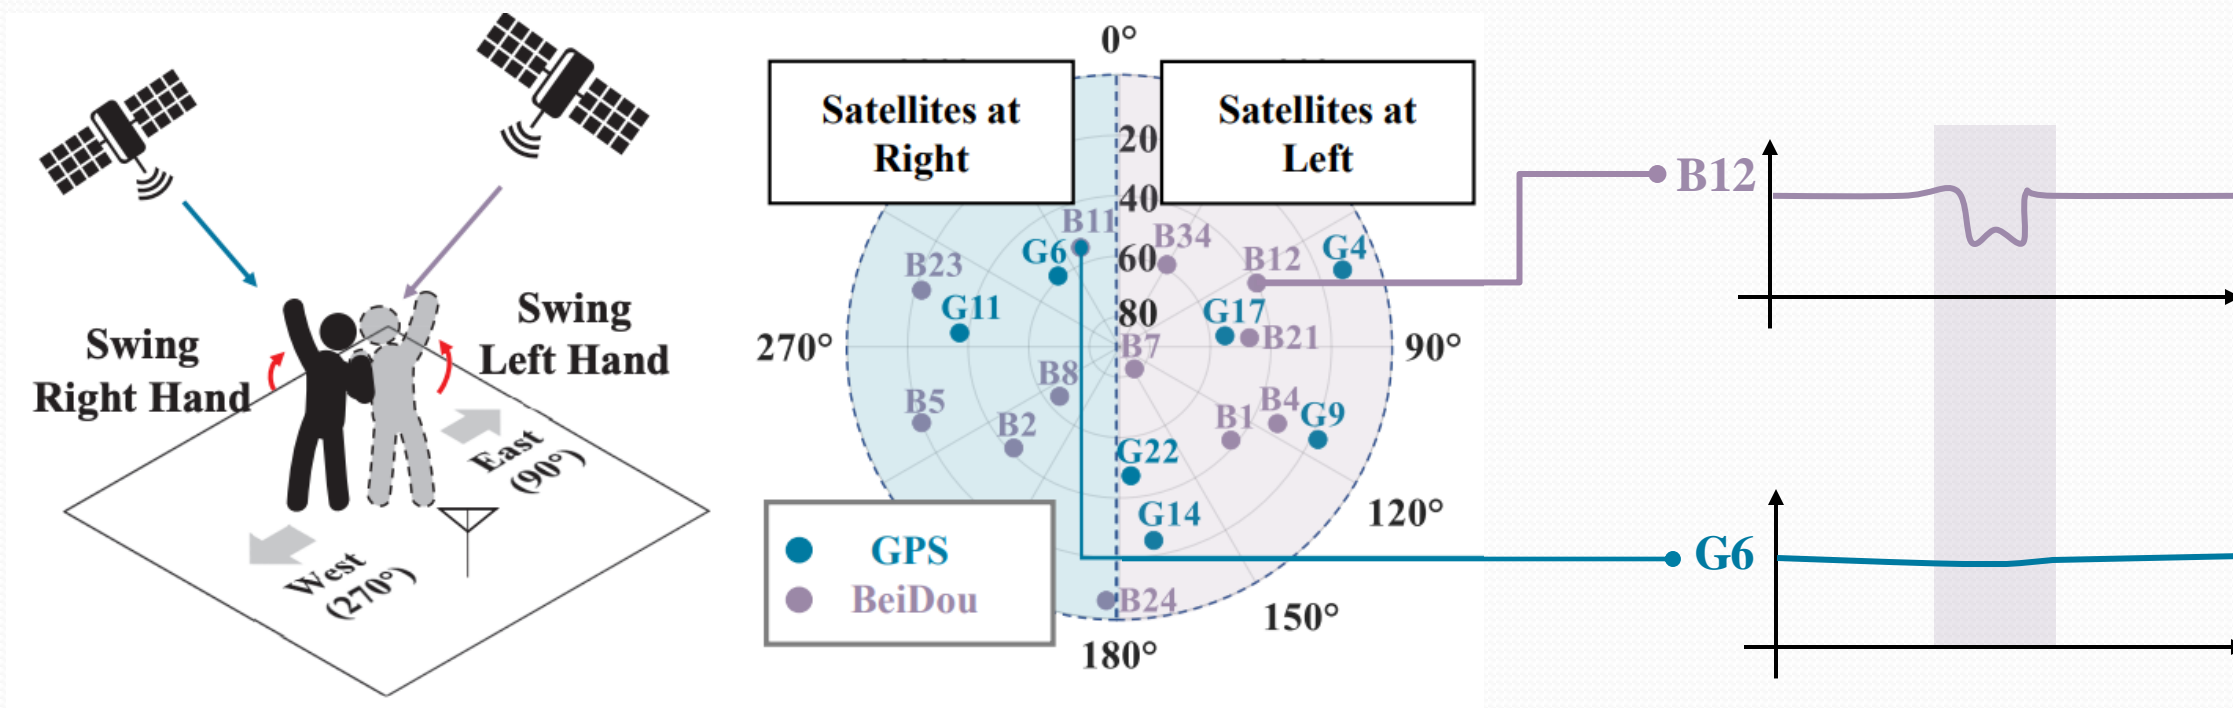 Swing
Right Hand
Swing
Left Hand
East
(90°)
West
(270°)
0°
Satellites at
Right
Satellites at
Left
20
40
60
80
B11
G6
B23
G11
B34
B12
G4
G17
B21
B7
270°
90°
B8
B5
B2
B1
B4
G9
G22
G14
B24
120°
150°
180°
GPS
BeiDou
B12
G6